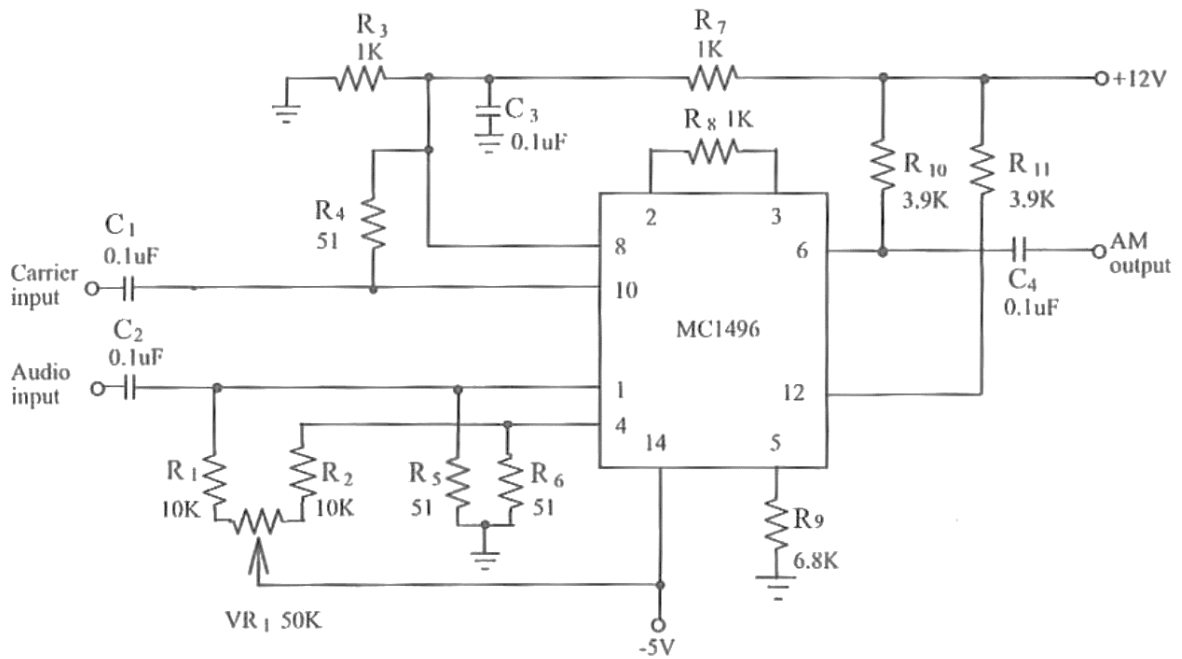 R3
1K
R7
1K
+12V
C3
0.1uF
R8 1K
R10
3.9K
R11
3.9K
R4
51
2
3
C1
0.1uF
8
6
AM
output
Carrier
input
10
C4
0.1uF
MC1496
C2
0.1uF
Audio
input
1
12
4
14
5
R1
10K
R2
10K
R5
51
R6
51
R9
6.8K
VR1 50K
-5V